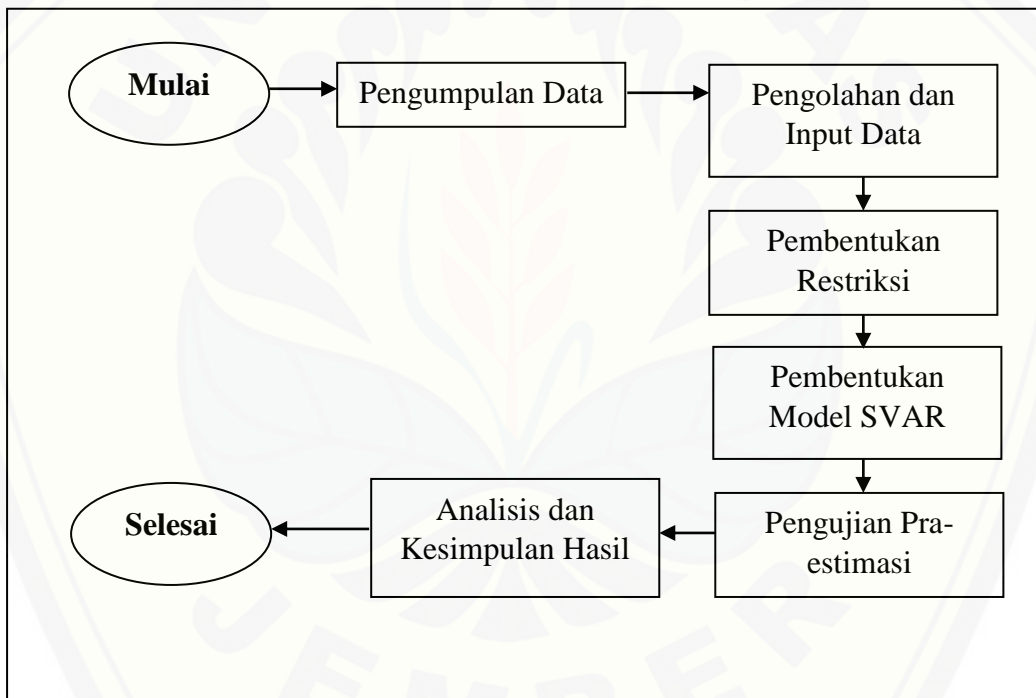 Mulai
Pengumpulan Data
Pengolahan dan
Input Data
Pembentukan
Restriksi
Pembentukan
Model SVAR
Pengujian Pra-
estimasi
Analisis dan
Kesimpulan Hasil
Selesai
JEMBER